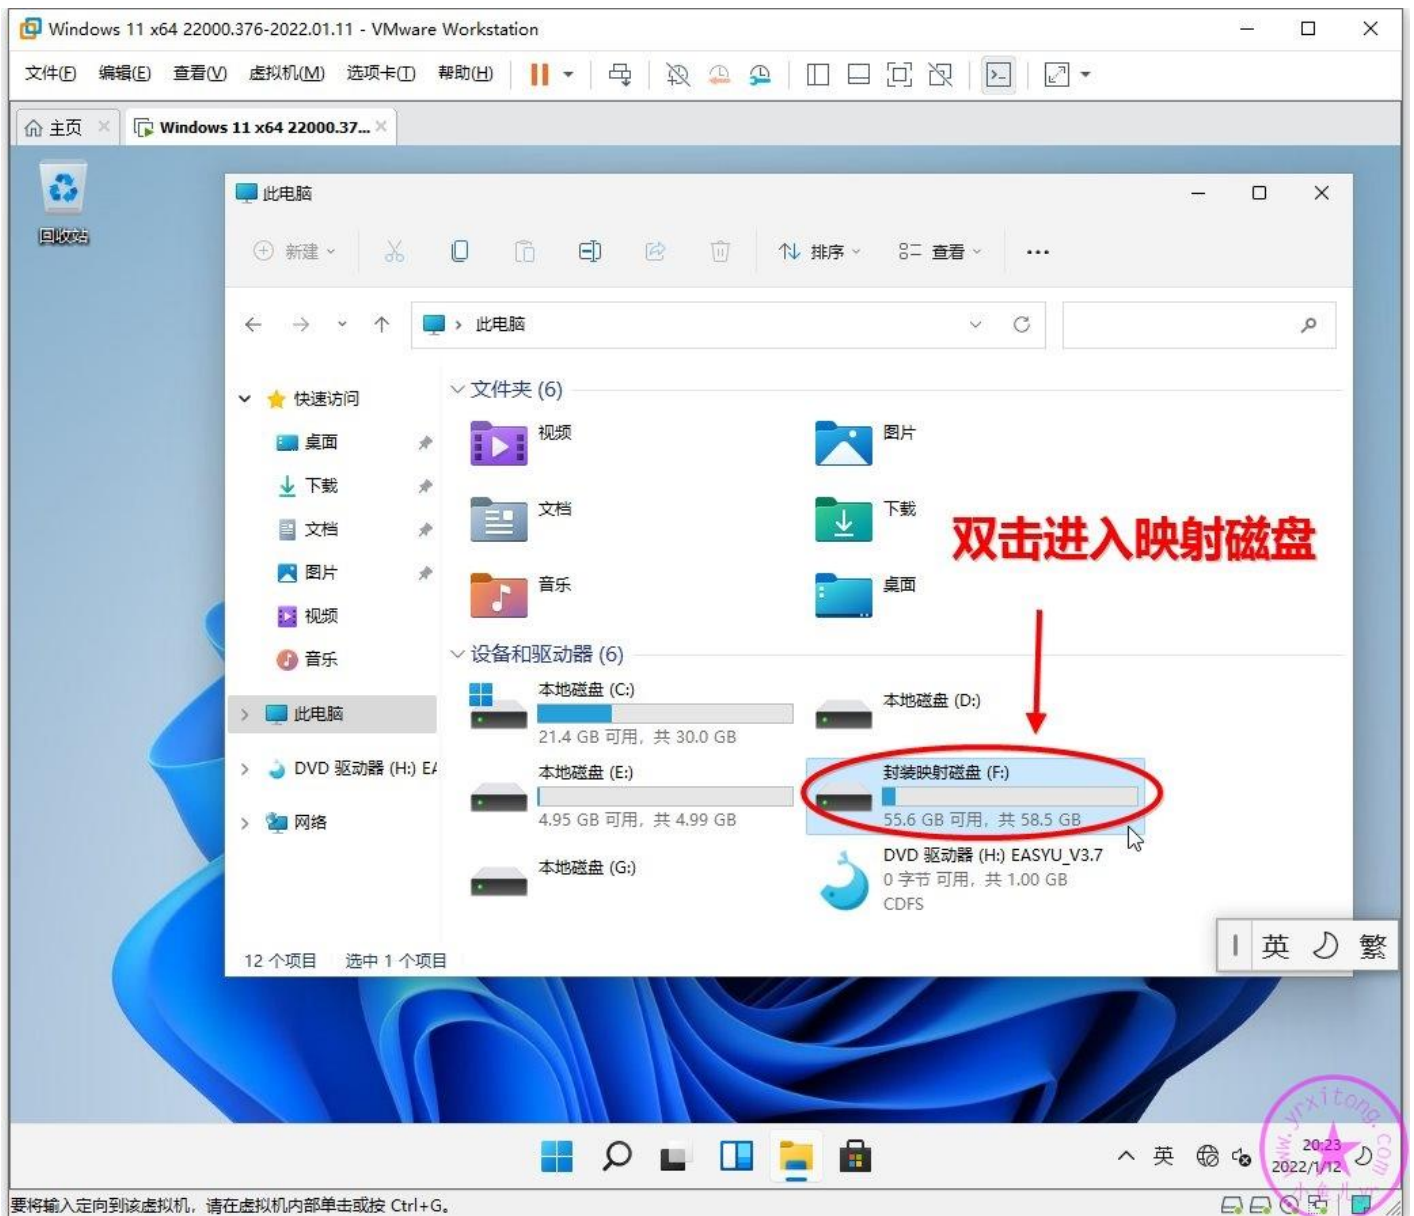 Windows 11 x64 22000.376-2022.01.11 - VMware Workstation
文件(F) 编辑(E) 查看(V) 虚拟机(M) 选项卡(T) 帮助(H)
主页 Windows 11 x64 22000.37...
回收站
此电脑
新建 排序 查看
此电脑
快速访问
桌面
下载
文档
图片
视频
音乐
此电脑
DVD 驱动器 (H:) EA
网络
文件夹 (6)
视频 图片
文档 下载
音乐 桌面
双击进入映射磁盘
设备和驱动器 (6)
本地磁盘 (C:)
21.4 GB 可用, 共 30.0 GB
本地磁盘 (D:)
本地磁盘 (E:)
4.95 GB 可用, 共 4.99 GB
封装映射磁盘 (F:)
55.6 GB 可用, 共 58.5 GB
本地磁盘 (G:)
DVD 驱动器 (H:) EASYU_V3.7
0 字节 可用, 共 1.00 GB
CDFS
12 个项目 选中 1 个项目
英 繁
英
20:23
2022/1/12
www.yrxitong.com
小鱼儿yr
要将输入定向到该虚拟机，请在虚拟机内部单击或按 Ctrl+G。